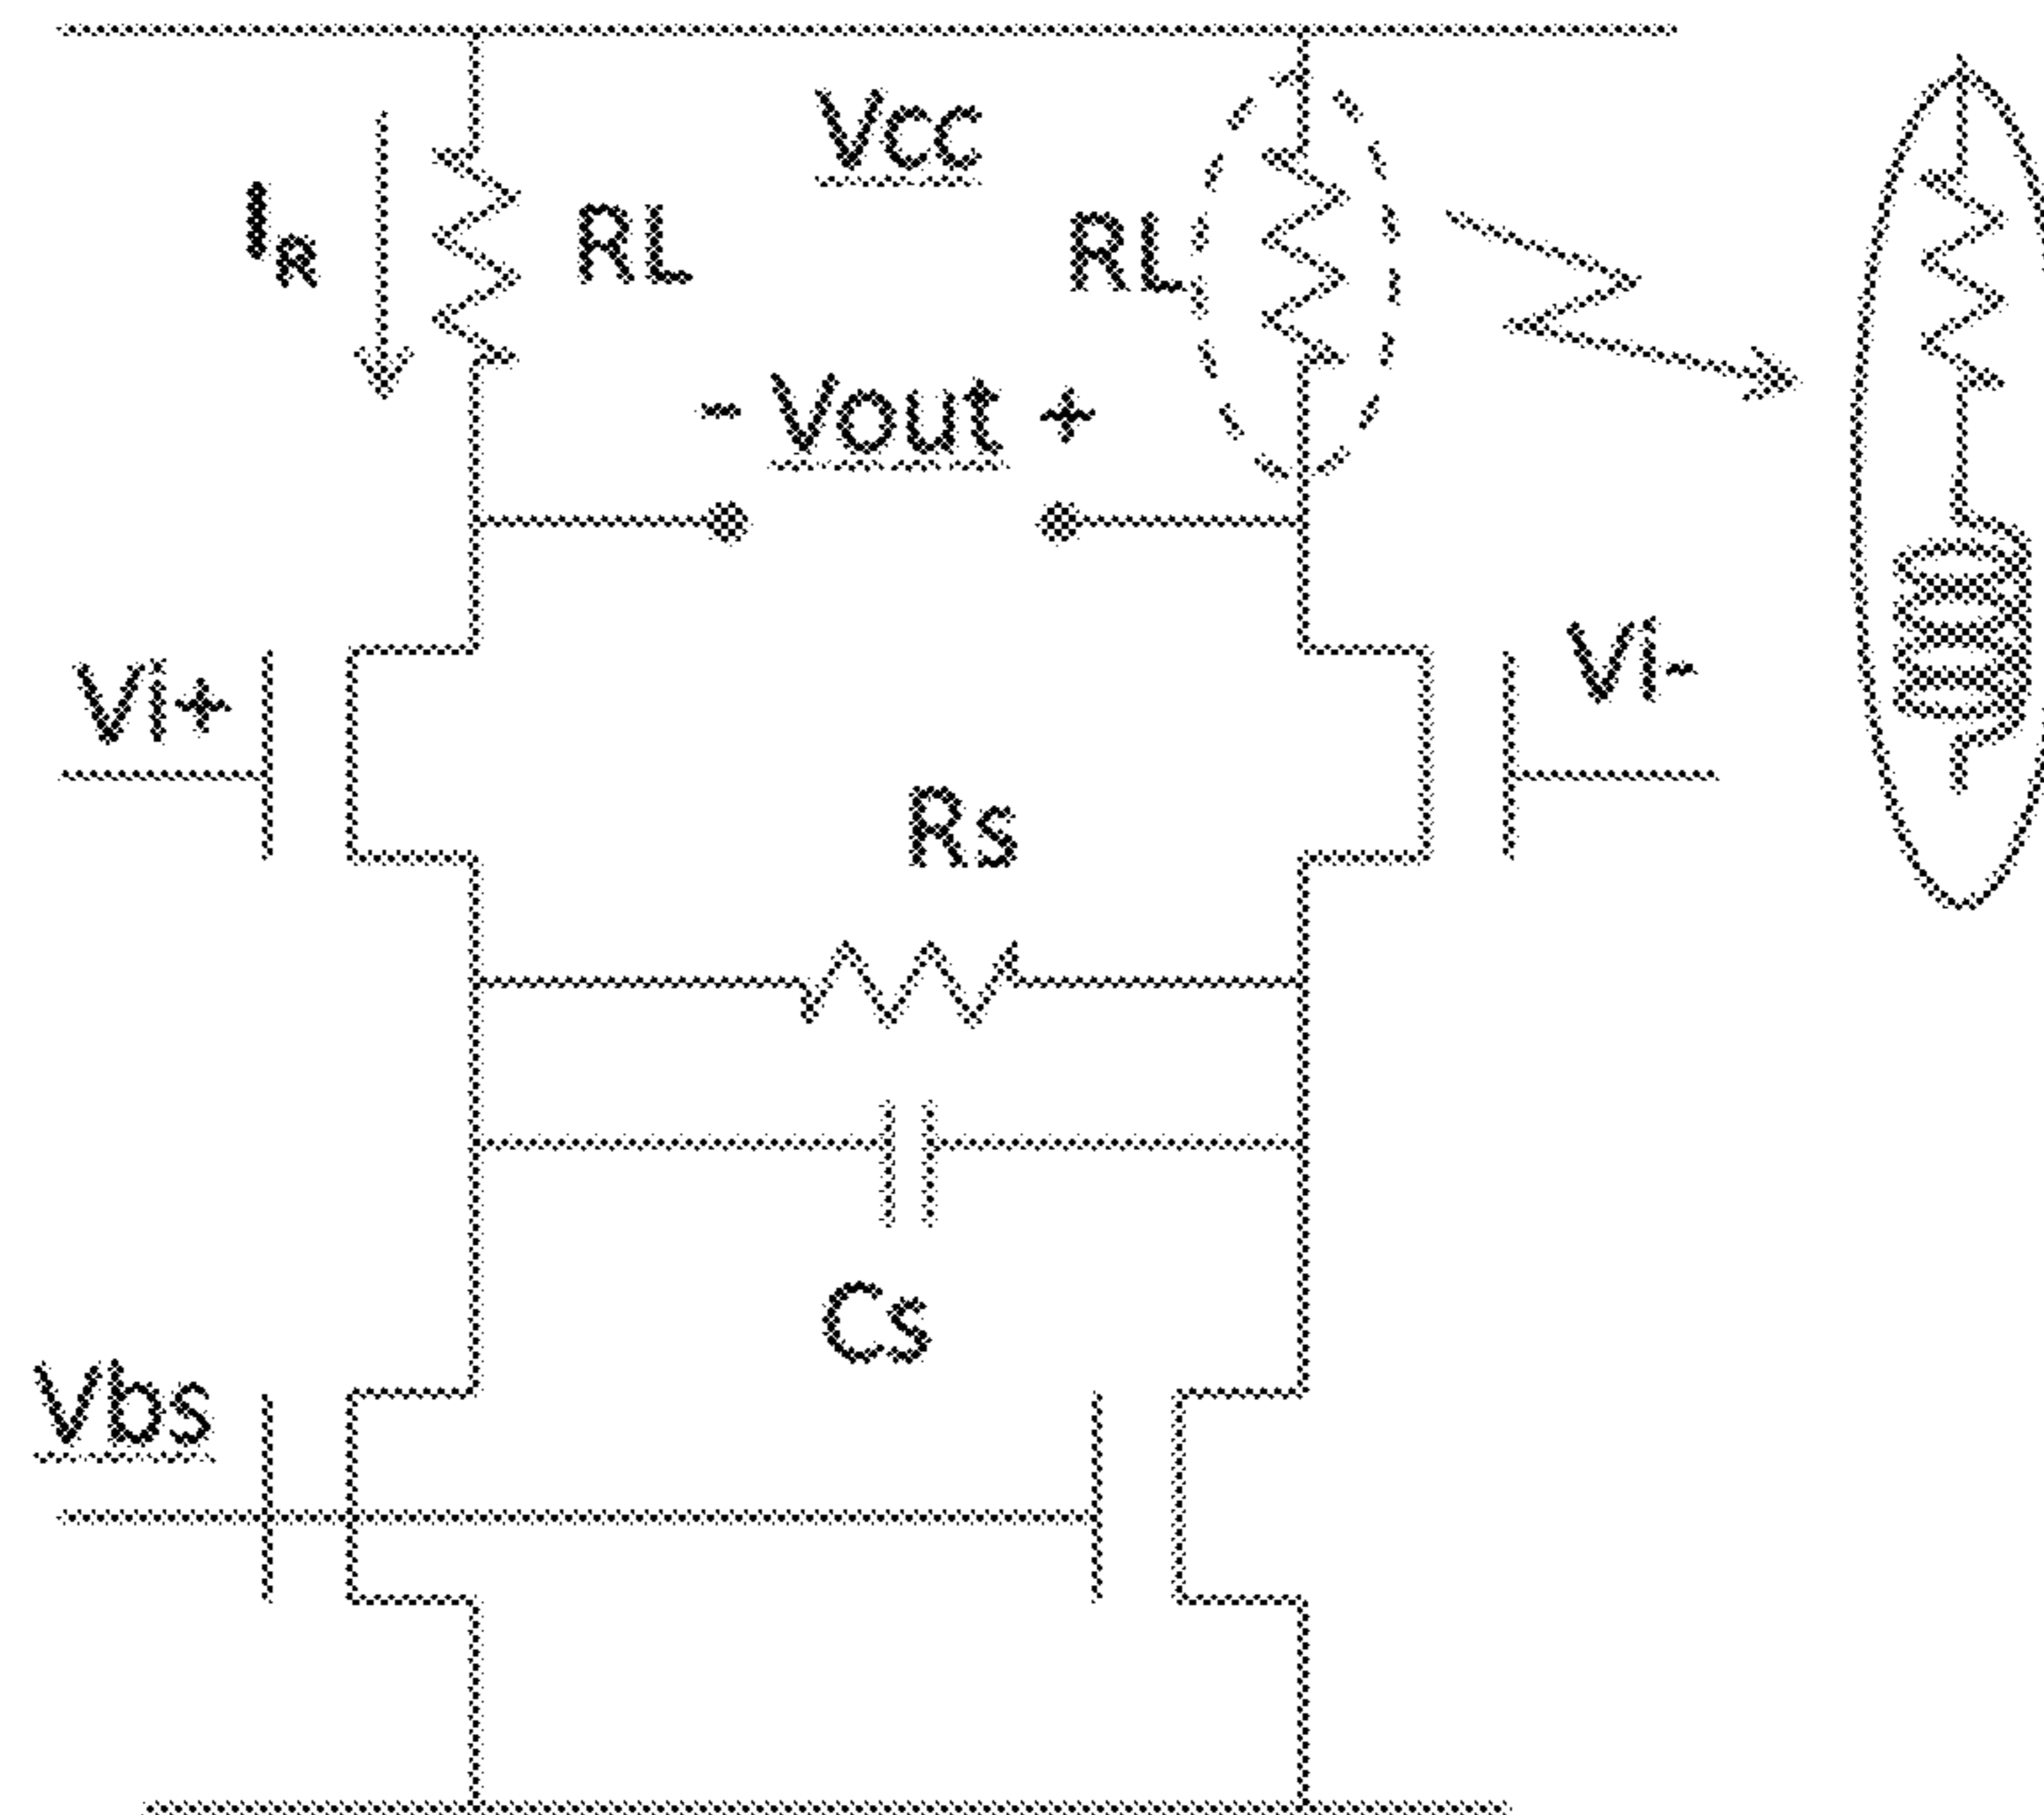 Vcc
IR
RL
RL
- Vout +
Vi+
Vi-
Rs
Cs
Vbs